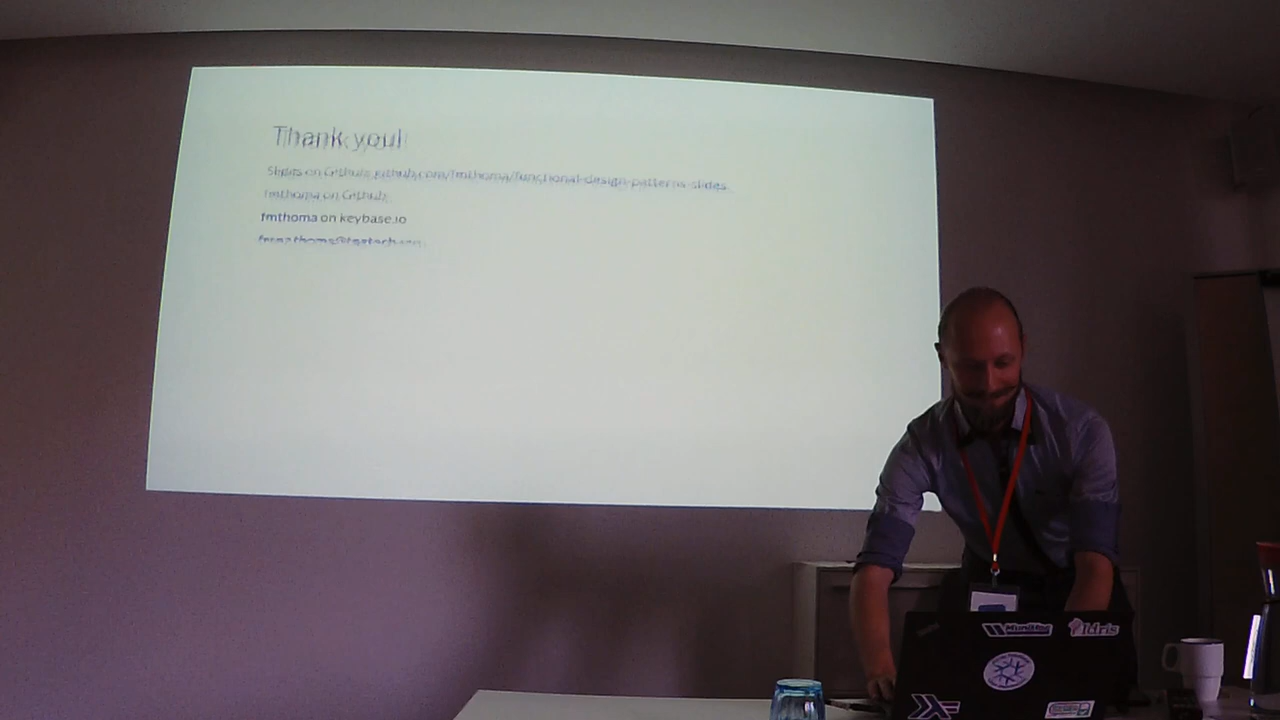 Thank you!
Slides on Github: github.com/fmthoma/functional-design-patterns-slides
fmthoma on Github
fmthoma on keybase.io
MuniHac
Idris